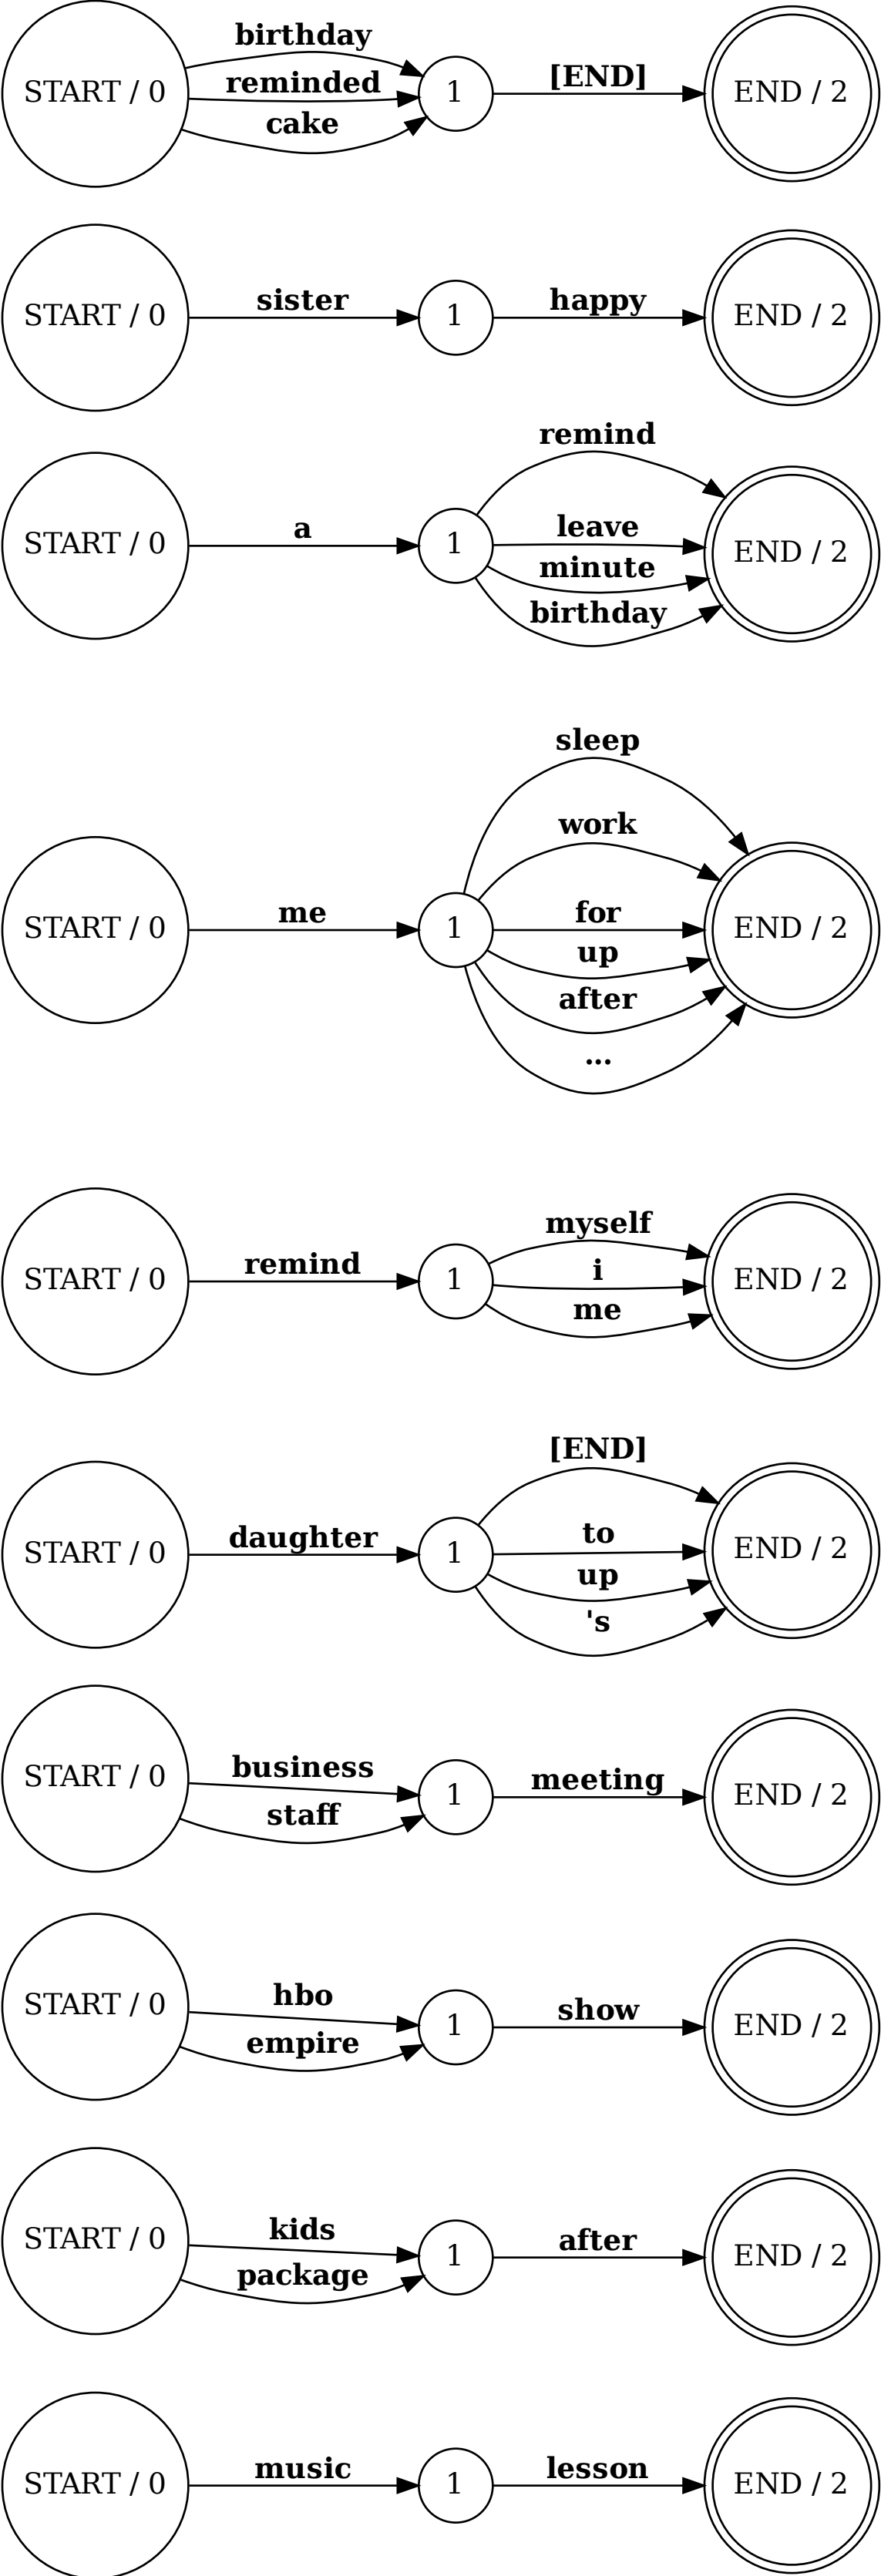 birthday
START / 0 reminded 1 [END] END / 2
cake
START / 0 sister 1 happy END / 2
remind
START / 0 a 1 leave END / 2
minute
birthday
sleep
work
START / 0 me 1 for END / 2
up
after
...
myself
START / 0 remind 1 i END / 2
me
[END]
START / 0 daughter 1 to END / 2
up
's
START / 0 business 1 meeting END / 2
staff
START / 0 hbo 1 show END / 2
empire
START / 0 kids 1 after END / 2
package
START / 0 music 1 lesson END / 2